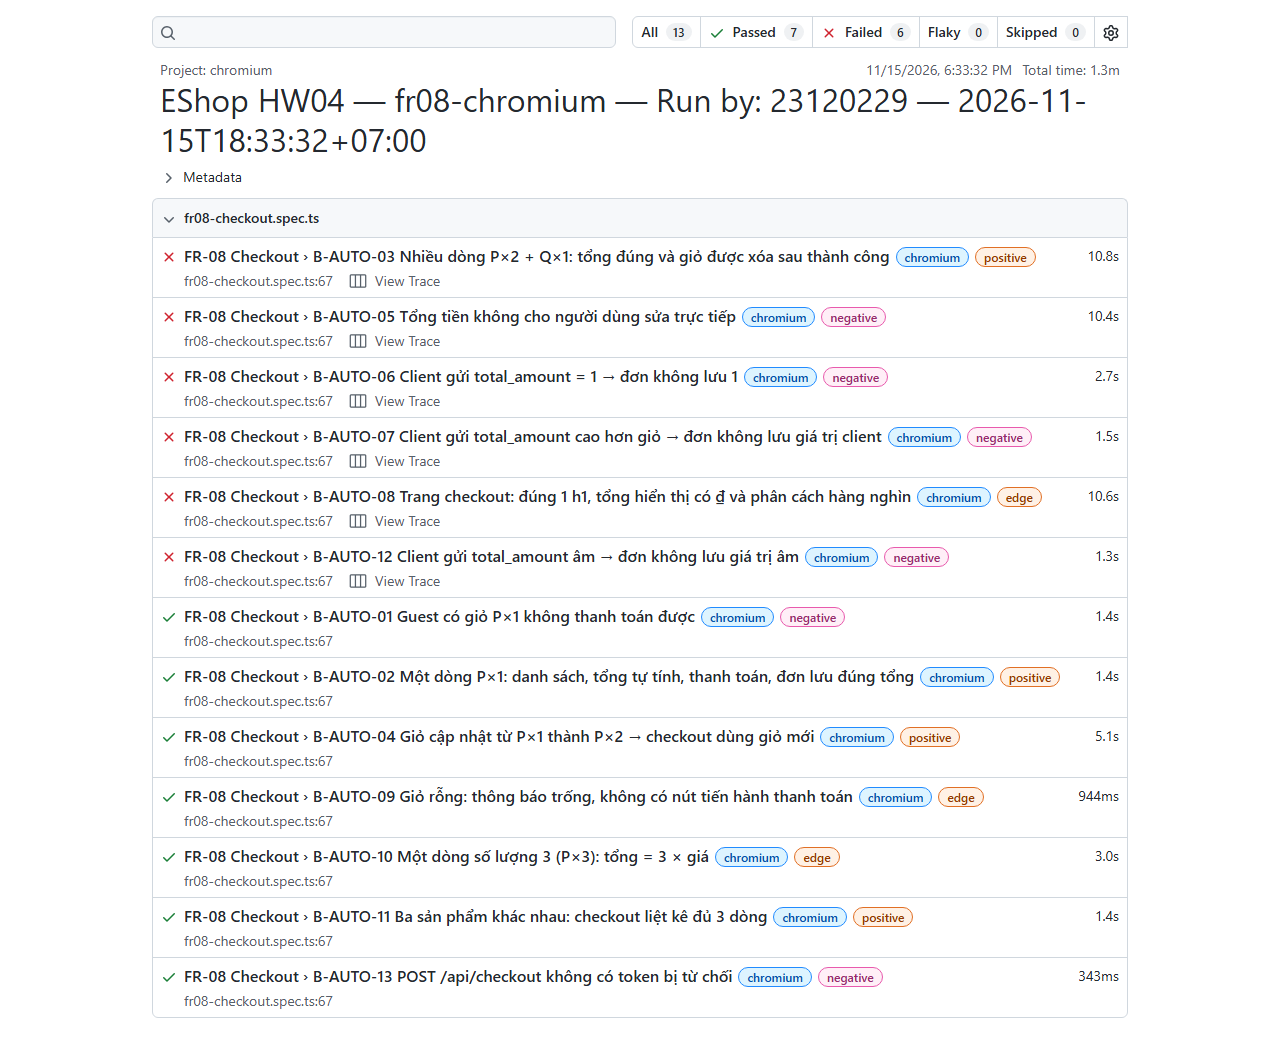 All 13 Passed 7 Failed 6 Flaky 0 Skipped 0
Project: chromium 11/15/2026, 6:33:32 PM Total time: 1.3m
EShop HW04 — fr08-chromium — Run by: 23120229 — 2026-11-
15T18:33:32+07:00
Metadata
fr08-checkout.spec.ts
FR-08 Checkout › B-AUTO-03 Nhiều dòng P×2 + Q×1: tổng đúng và giỏ được xóa sau thành công chromium positive 10.8s
fr08-checkout.spec.ts:67 View Trace
FR-08 Checkout › B-AUTO-05 Tổng tiền không cho người dùng sửa trực tiếp chromium negative 10.4s
fr08-checkout.spec.ts:67 View Trace
FR-08 Checkout › B-AUTO-06 Client gửi total_amount = 1 → đơn không lưu 1 chromium negative 2.7s
fr08-checkout.spec.ts:67 View Trace
FR-08 Checkout › B-AUTO-07 Client gửi total_amount cao hơn giỏ → đơn không lưu giá trị client chromium negative 1.5s
fr08-checkout.spec.ts:67 View Trace
FR-08 Checkout › B-AUTO-08 Trang checkout: đúng 1 h1, tổng hiển thị có ₫ và phân cách hàng nghìn chromium edge 10.6s
fr08-checkout.spec.ts:67 View Trace
FR-08 Checkout › B-AUTO-12 Client gửi total_amount âm → đơn không lưu giá trị âm chromium negative 1.3s
fr08-checkout.spec.ts:67 View Trace
FR-08 Checkout › B-AUTO-01 Guest có giỏ P×1 không thanh toán được chromium negative 1.4s
fr08-checkout.spec.ts:67
FR-08 Checkout › B-AUTO-02 Một dòng P×1: danh sách, tổng tự tính, thanh toán, đơn lưu đúng tổng chromium positive 1.4s
fr08-checkout.spec.ts:67
FR-08 Checkout › B-AUTO-04 Giỏ cập nhật từ P×1 thành P×2 → checkout dùng giỏ mới chromium positive 5.1s
fr08-checkout.spec.ts:67
FR-08 Checkout › B-AUTO-09 Giỏ rỗng: thông báo trống, không có nút tiến hành thanh toán chromium edge 944ms
fr08-checkout.spec.ts:67
FR-08 Checkout › B-AUTO-10 Một dòng số lượng 3 (P×3): tổng = 3 × giá chromium edge 3.0s
fr08-checkout.spec.ts:67
FR-08 Checkout › B-AUTO-11 Ba sản phẩm khác nhau: checkout liệt kê đủ 3 dòng chromium positive 1.4s
fr08-checkout.spec.ts:67
FR-08 Checkout › B-AUTO-13 POST /api/checkout không có token bị từ chối chromium negative 343ms
fr08-checkout.spec.ts:67